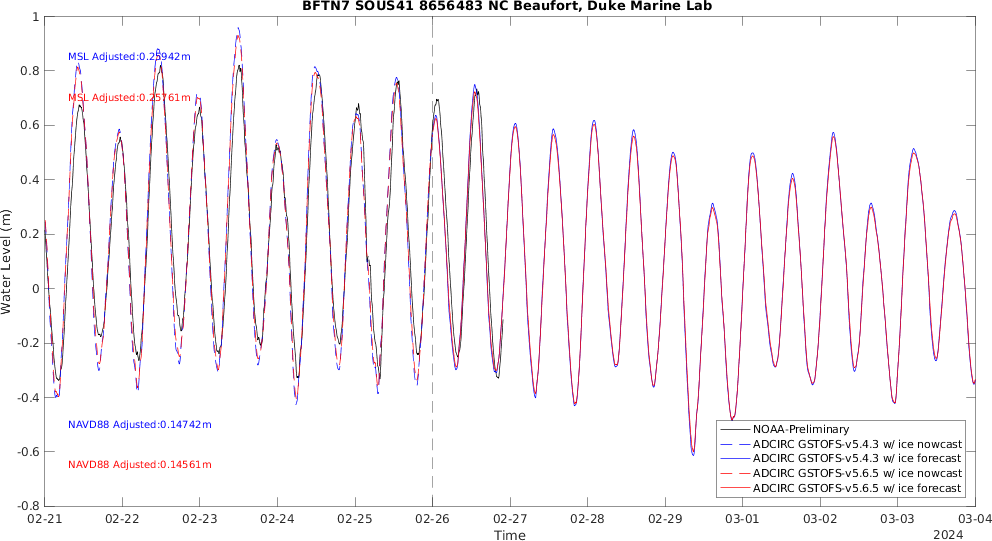 BFTN7 SOUS41 8656483 NC Beaufort, Duke Marine Lab
1
0.8
0.6
0.4
0.2
0
-0.2
-0.4
-0.6
-0.8
Water Level (m)
MSL Adjusted:0.25942m
MSL Adjusted:0.25761m
NAVD88 Adjusted:0.14742m
NAVD88 Adjusted:0.14561m
NOAA-Preliminary
ADCIRC GSTOFS-v5.4.3 w/ ice nowcast
ADCIRC GSTOFS-v5.4.3 w/ ice forecast
ADCIRC GSTOFS-v5.6.5 w/ ice nowcast
ADCIRC GSTOFS-v5.6.5 w/ ice forecast
02-21 02-22 02-23 02-24 02-25 02-26 02-27 02-28 02-29 03-01 03-02 03-03 03-04
Time
2024